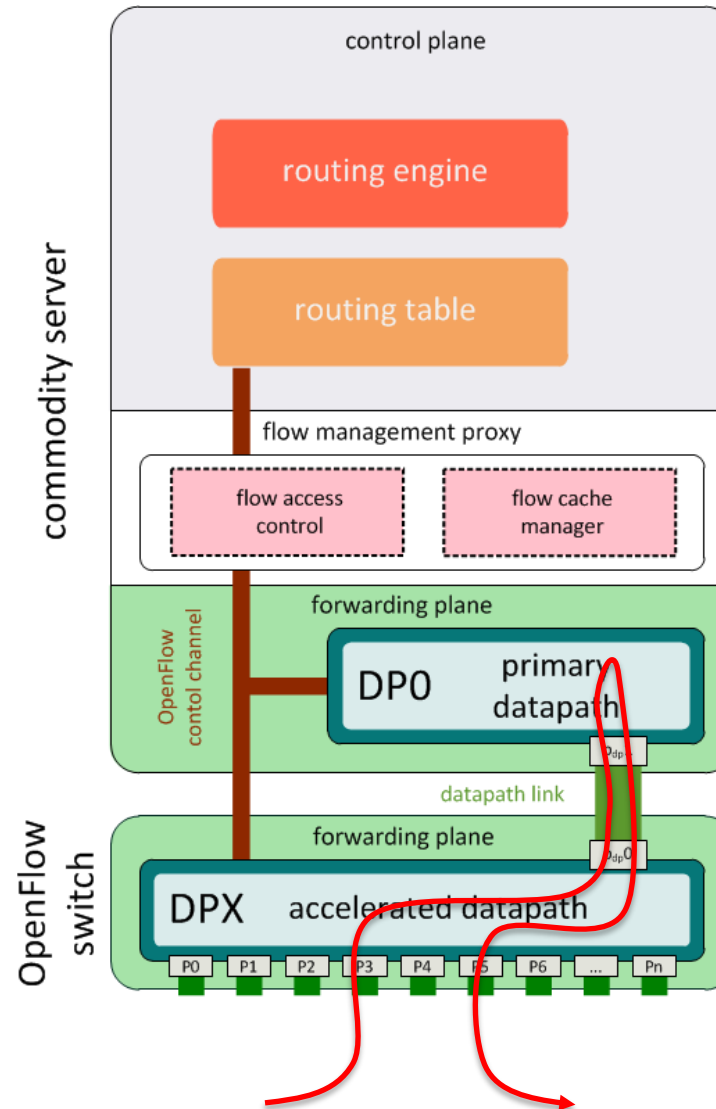 control plane
routing engine
routing table
commodity server
flow management proxy
flow access
control
flow cache
manager
forwarding plane
OpenFlow
contol channel
DP0
primary
datapath
datapath link
OpenFlow
switch
forwarding plane
pdp0
DPX accelerated datapath
P0 P1 P2 P3 P4 P5 P6 ... Pn